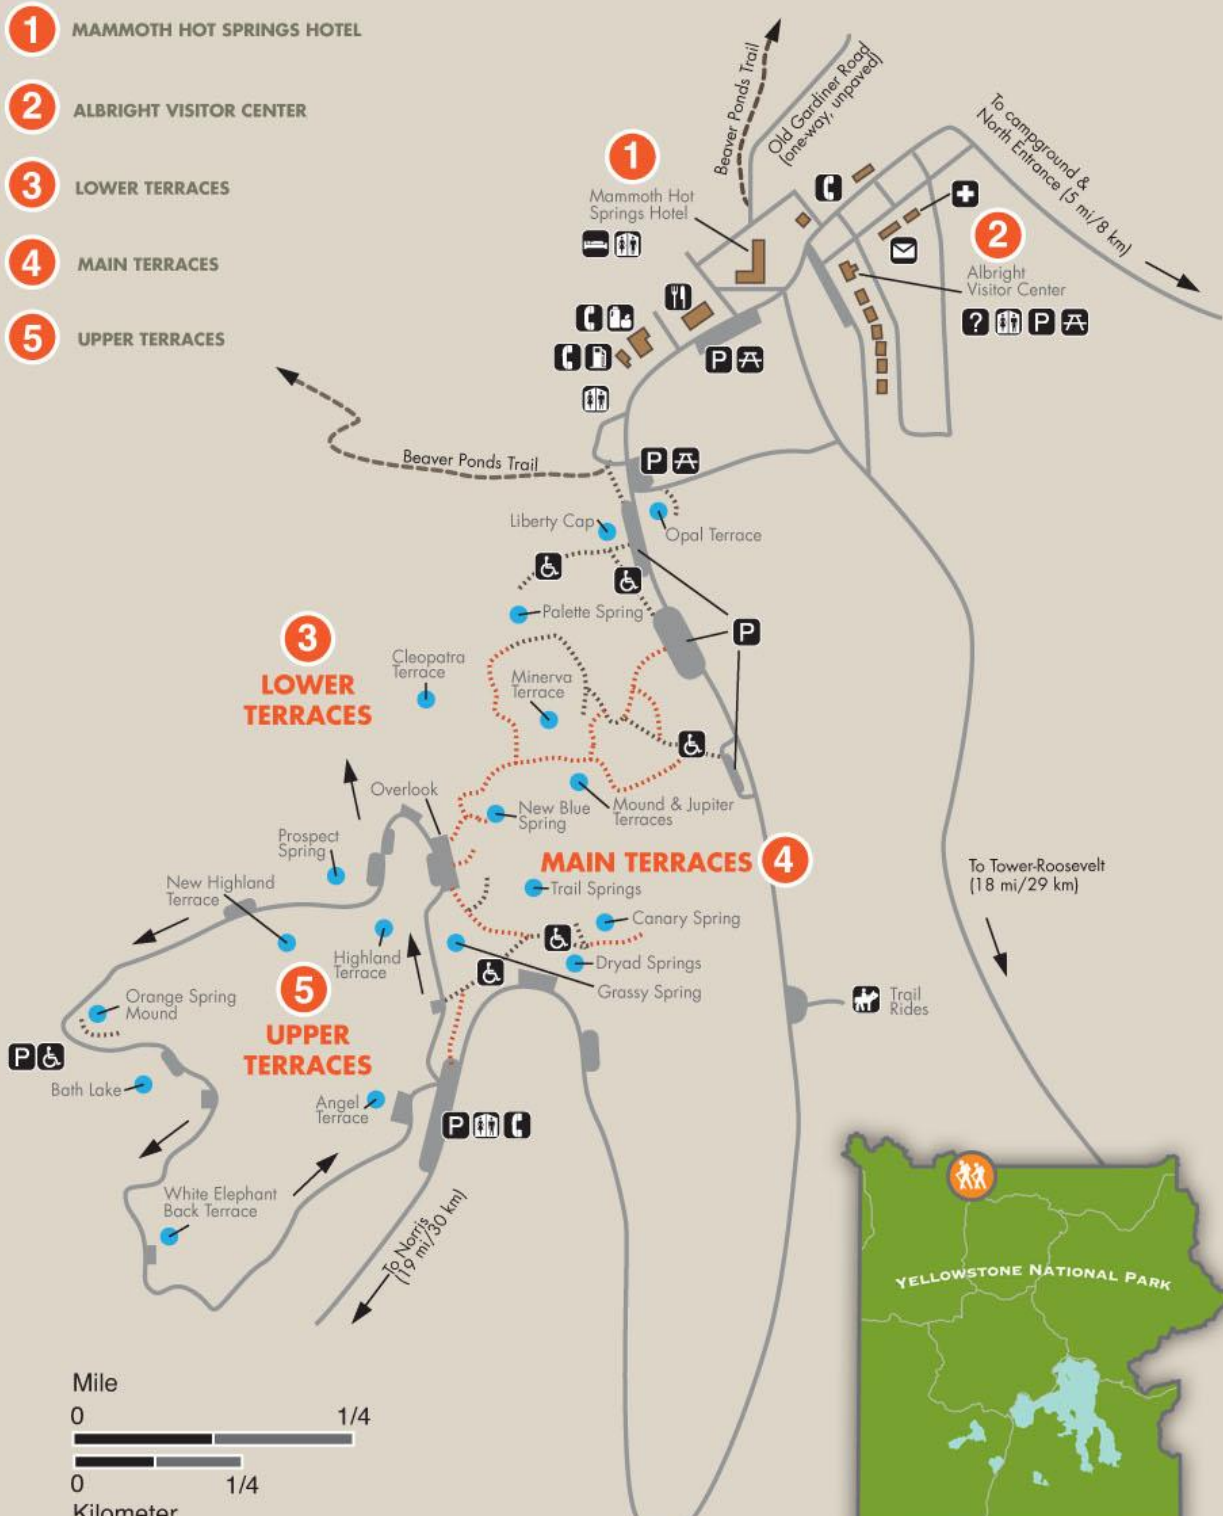 1 MAMMOTH HOT SPRINGS HOTEL
2 ALBRIGHT VISITOR CENTER
3 LOWER TERRACES
4 MAIN TERRACES
5 UPPER TERRACES
Beaver Ponds Trail
Old Gardiner Road
(one-way, unpaved)
To campground &
North Entrance (5 mi/8 km)
1
Mammoth Hot
Springs Hotel
2
Albright
Visitor Center
? P
P
Beaver Ponds Trail
P
Liberty Cap
Opal Terrace
Palette Spring
P
3
LOWER
TERRACES
Cleopatra
Terrace
Minerva
Terrace
Overlook
New Blue
Spring
Mound & Jupiter
Terraces
Prospect
Spring
MAIN TERRACES 4
To Tower-Roosevelt
(18 mi/29 km)
New Highland
Terrace
Trail Springs
Canary Spring
Highland
Terrace
Dryad Springs
Grassy Spring
5
UPPER
TERRACES
Orange Spring
Mound
Trail
Rides
P
Bath Lake
Angel
Terrace
P
White Elephant
Back Terrace
To Norris
(19 mi/30 km)
YELLOWSTONE NATIONAL PARK
Mile
0 1/4
0 1/4
Kilometer